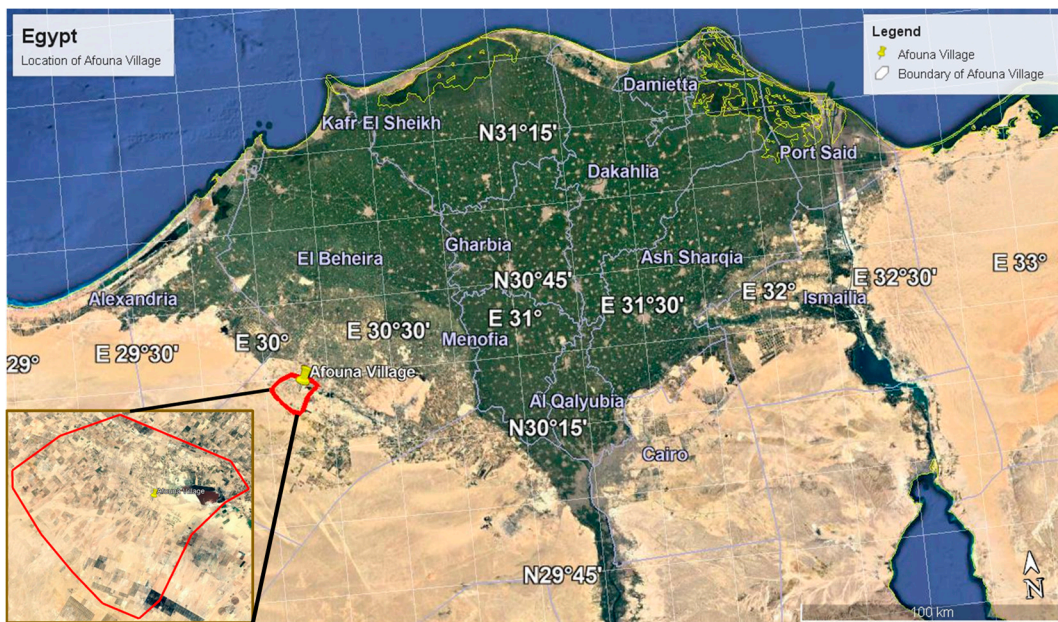 Egypt
Location of Afouna Village
Legend
Afouna Village
Boundary of Afouna Village
Damietta
Kafr El Sheikh
N31°15'
Port Said
Dakahlia
Gharbia
El Beheira
Ash Sharqia
N30°45'
E 33°
E 32°30'
E 32°
Ismailia
Alexandria
E 31°30'
E 31°
E 30°30'
Menofia
E 30°
E 29°30'
29°
Afouna Village
Al Qalyubia
N30°15'
Cairo
Afouna Village
N29°45'
N
100 km